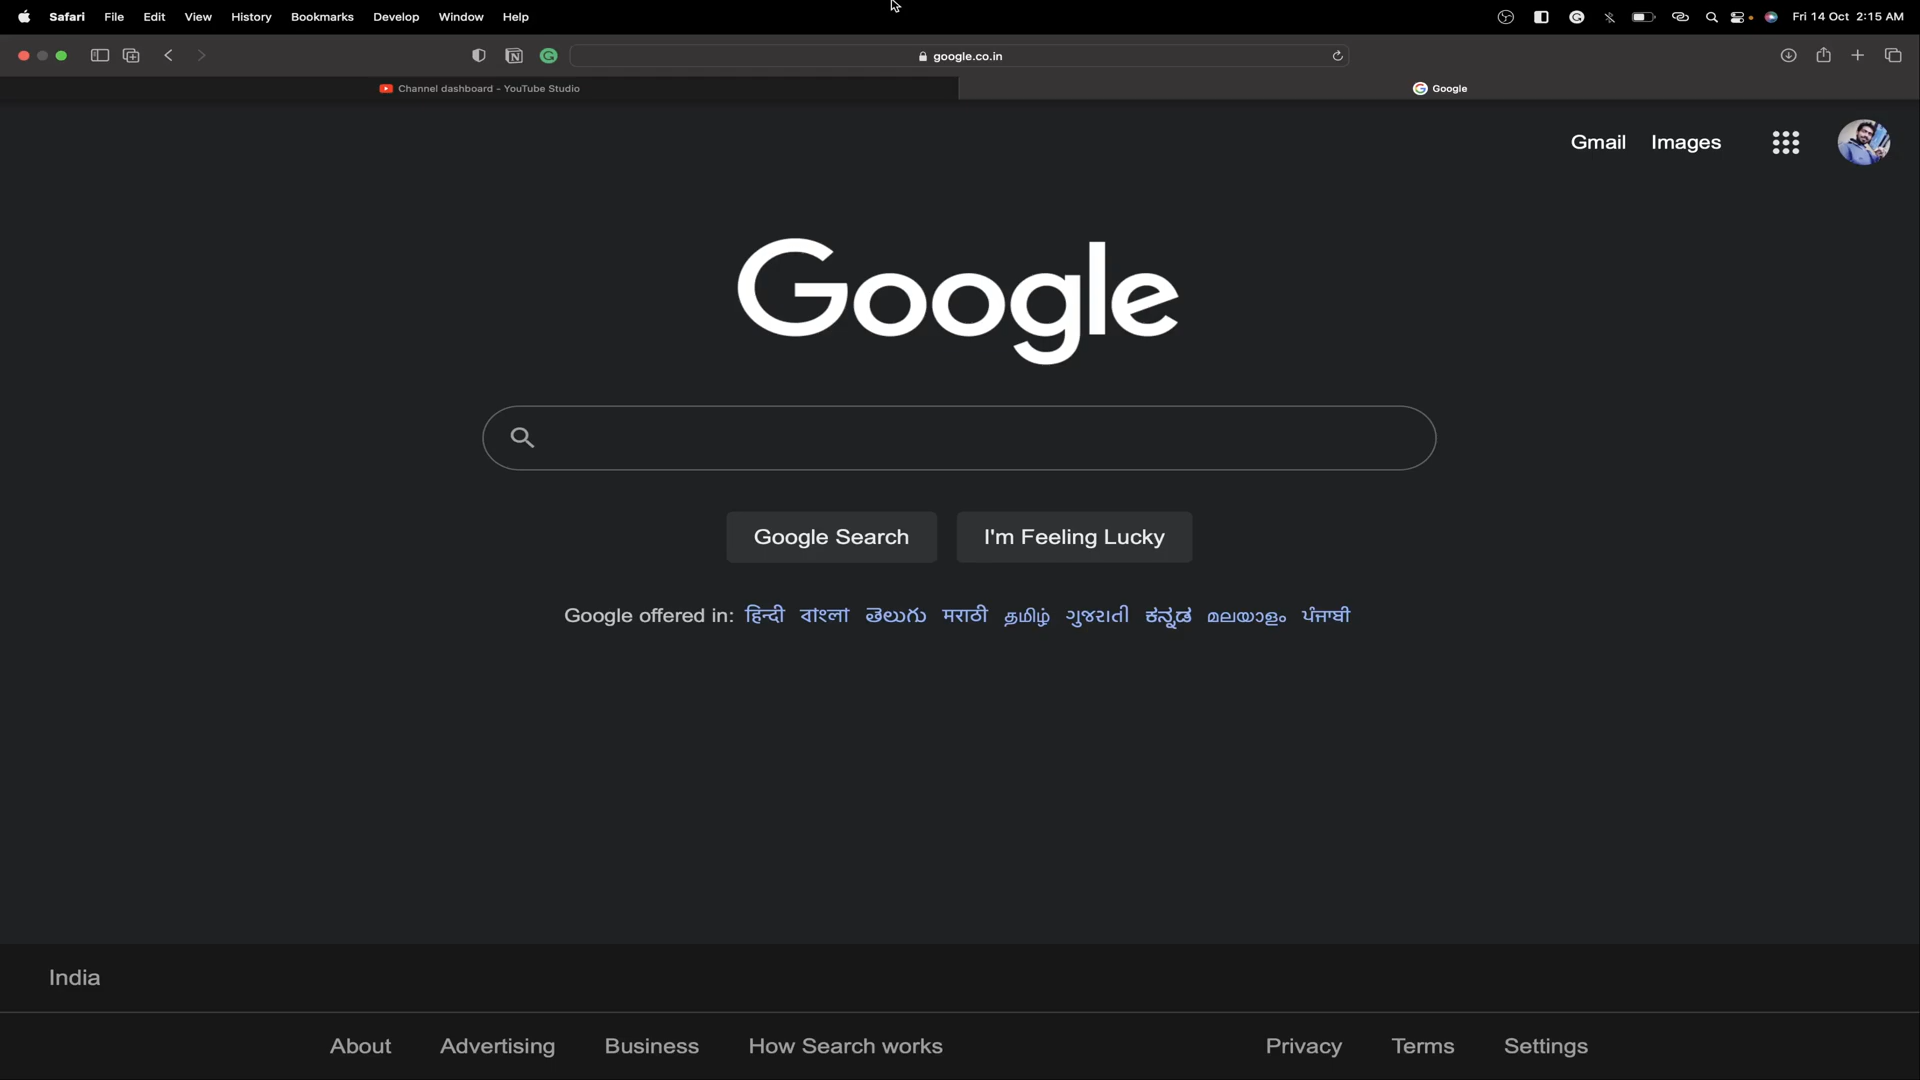 Safari File Edit View History Bookmarks Develop Window Help Fri 14 Oct 2:15 AM
google.co.in
Channel dashboard - YouTube Studio Google
Gmail Images
Google
Google Search I'm Feeling Lucky
Google offered in: हिन्दी বাংলা తెలుగు मराठी தமிழ் ગુજરાતી ಕನ್ನಡ മലയാളം ਪੰਜਾਬੀ
India
About Advertising Business How Search works Privacy Terms Settings